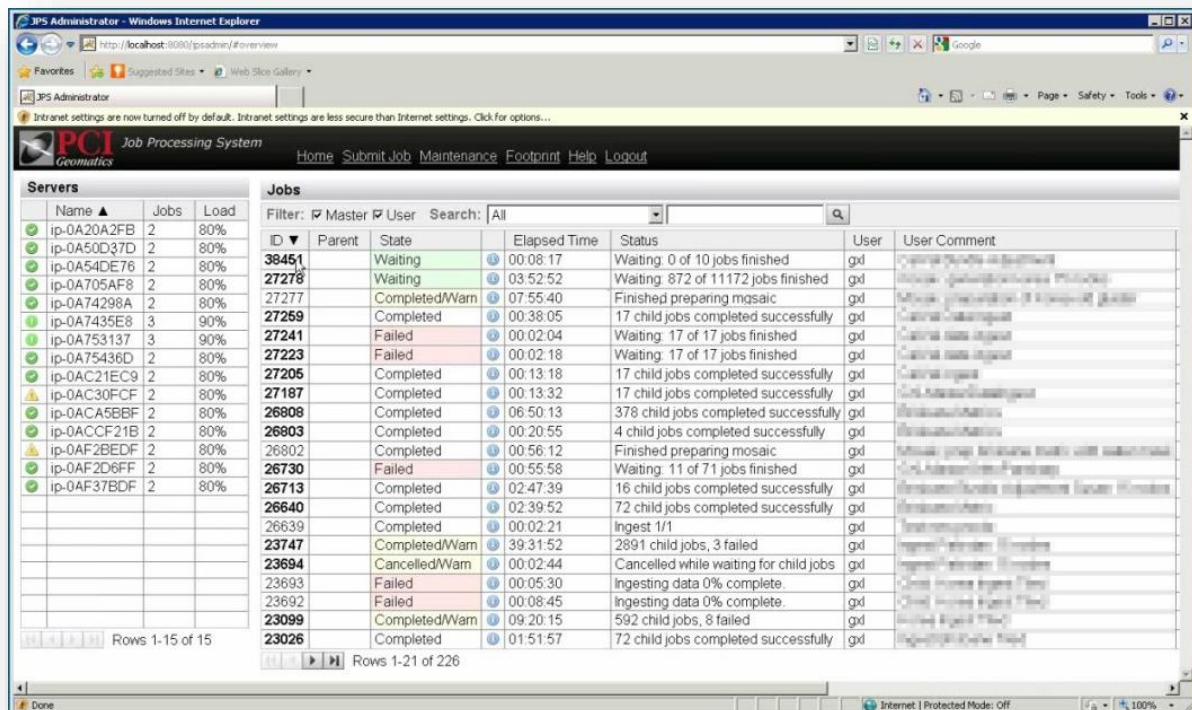 JPS Administrator - Windows Internet Explorer
http://localhost:8080/jpsadmin/#overview
Google
Favorites Suggested Sites Web Slice Gallery
JPS Administrator Page Safety Tools
Intranet settings are now turned off by default. Intranet settings are less secure than Internet settings. Click for options...
PCI Geomatics Job Processing System
Home Submit Job Maintenance Footprint Help Logout
Servers
Name ▲ Jobs Load
ip-0A20A2FB 2 80%
ip-0A50D37D 2 80%
ip-0A54DE76 2 80%
ip-0A705AF8 2 80%
ip-0A74298A 2 80%
ip-0A7435E8 3 90%
ip-0A753137 3 90%
ip-0A75436D 2 80%
ip-0AC21EC9 2 80%
ip-0AC30FCF 2 80%
ip-0ACA5BBF 2 80%
ip-0ACCF21B 2 80%
ip-0AF2BEDF 2 80%
ip-0AF2D6FF 2 80%
ip-0AF37BDF 2 80%
Rows 1-15 of 15
Jobs
Filter: Master User Search: All
ID ▼ Parent State Elapsed Time Status User User Comment
38451 Waiting 00:08:17 Waiting: 0 of 10 jobs finished gxl
27278 Waiting 03:52:52 Waiting: 872 of 11172 jobs finished gxl
27277 Completed/Warn 07:55:40 Finished preparing mosaic gxl
27259 Completed 00:38:05 17 child jobs completed successfully gxl
27241 Failed 00:02:04 Waiting: 17 of 17 jobs finished gxl
27223 Failed 00:02:18 Waiting: 17 of 17 jobs finished gxl
27205 Completed 00:13:18 17 child jobs completed successfully gxl
27187 Completed 00:13:32 17 child jobs completed successfully gxl
26808 Completed 06:50:13 378 child jobs completed successfully gxl
26803 Completed 00:20:55 4 child jobs completed successfully gxl
26802 Completed 00:56:12 Finished preparing mosaic gxl
26730 Failed 00:55:58 Waiting: 11 of 71 jobs finished gxl
26713 Completed 02:47:39 16 child jobs completed successfully gxl
26640 Completed 02:39:52 72 child jobs completed successfully gxl
26639 Completed 00:02:21 Ingest 1/1 gxl
23747 Completed/Warn 39:31:52 2891 child jobs, 3 failed gxl
23694 Cancelled/Warn 00:02:44 Cancelled while waiting for child jobs gxl
23693 Failed 00:05:30 Ingesting data 0% complete. gxl
23692 Failed 00:08:45 Ingesting data 0% complete. gxl
23099 Completed/Warn 09:20:15 592 child jobs, 8 failed gxl
23026 Completed 01:51:57 72 child jobs completed successfully gxl
Rows 1-21 of 226
Done Internet | Protected Mode: Off 100%